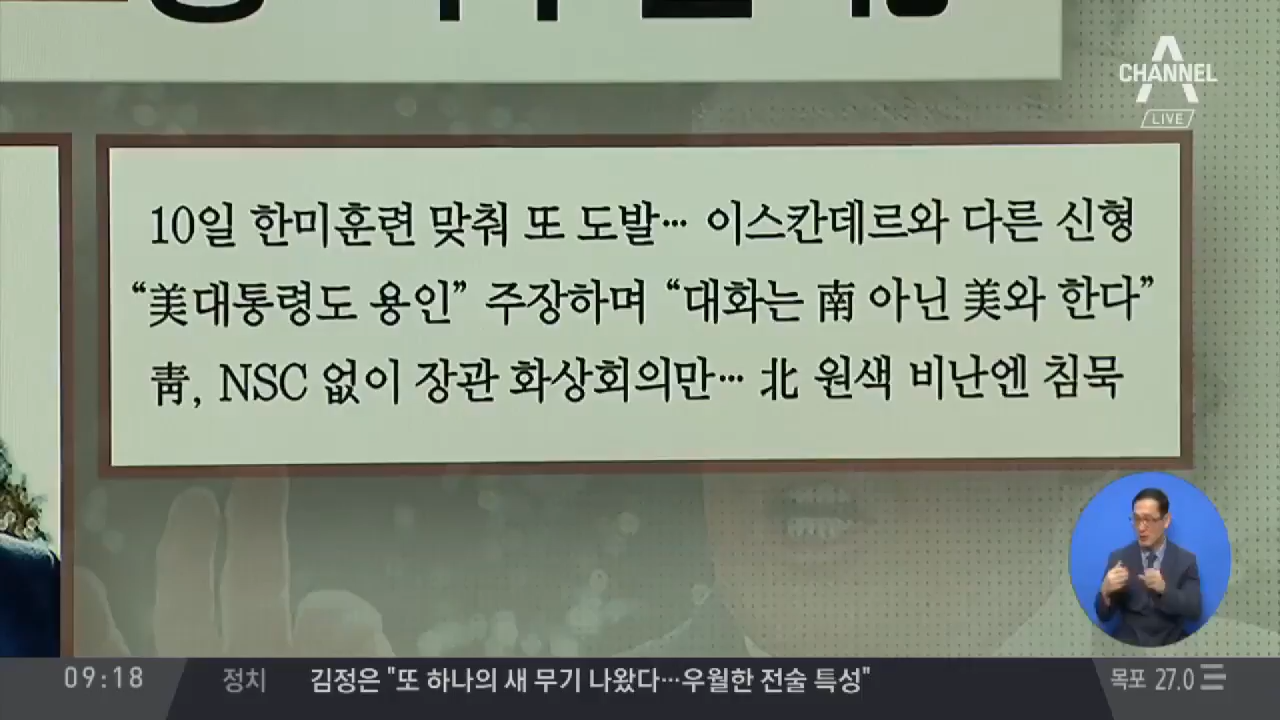 CHANNEL A
LIVE
10일 한미훈련 맞춰 또 도발… 이스칸데르와 다른 신형
“美대통령도 용인” 주장하며 “대화는 南 아닌 美와 한다”
靑, NSC 없이 장관 화상회의만… 北 원색 비난엔 침묵
09:18 정치 김정은 "또 하나의 새 무기 나왔다…우월한 전술 특성" 목포 27.0